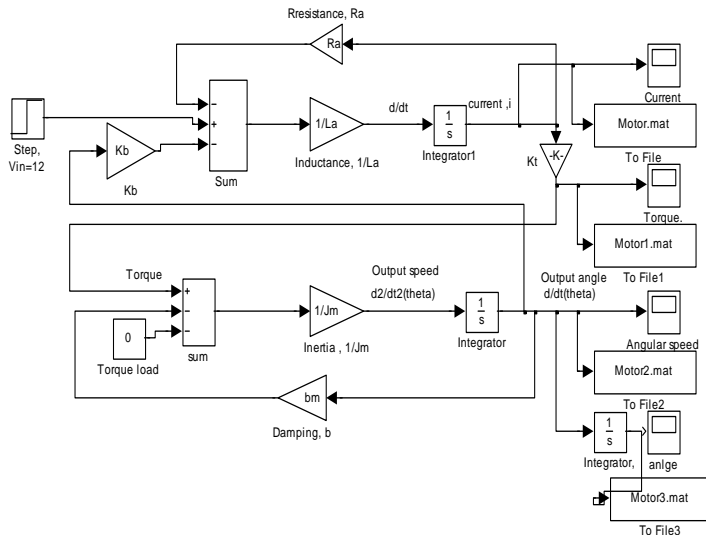 Rresistance, Ra
Ra
Step,
Vin=12
Kb
Kb
−
+
−
Sum
1/La
Inductance, 1/La
d/dt
1
s
Integrator1
current ,i
Kt
-K-
Current
Motor.mat
To File
Torque.
Motor1.mat
To File1
Torque
+
−
−
sum
0
Torque load
1/Jm
Inertia , 1/Jm
Output speed
d2/dt2(theta)
1
s
Integrator
Output angle
d/dt(theta)
Angular speed
Motor2.mat
To File2
bm
Damping, b
1
s
Integrator,
anlge
Motor3.mat
To File3